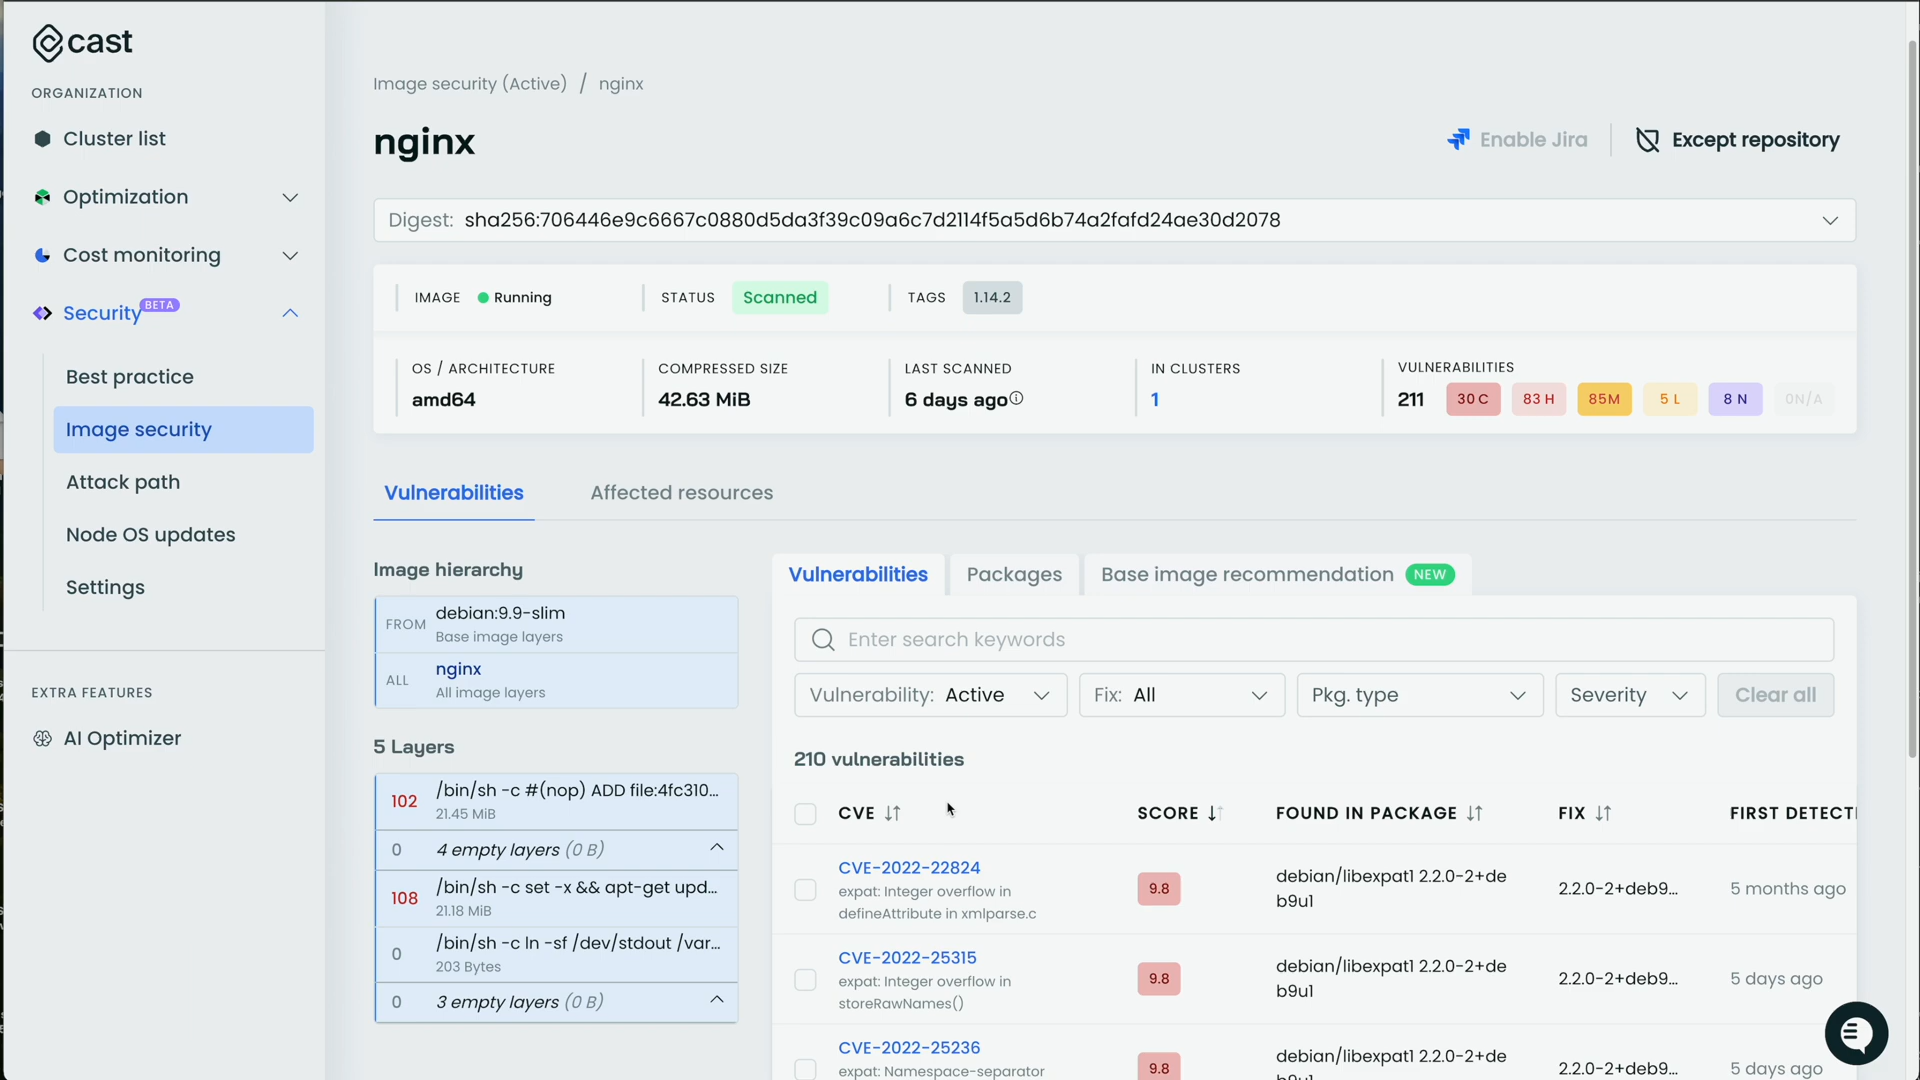 cast
ORGANIZATION
Cluster list
Optimization
Cost monitoring
Security BETA
Best practice
Image security
Attack path
Node OS updates
Settings
EXTRA FEATURES
AI Optimizer
Image security (Active) / nginx
nginx
Enable Jira
Except repository
Digest: sha256:706446e9c6667c0880d5da3f39c09a6c7d2114f5a5d6b74a2fafd24ae30d2078
IMAGE Running
STATUS Scanned
TAGS 1.14.2
OS / ARCHITECTURE
amd64
COMPRESSED SIZE
42.63 MiB
LAST SCANNED
6 days ago
IN CLUSTERS
1
VULNERABILITIES
211 30 C 83 H 85 M 5 L 8 N 0 N/A
Vulnerabilities
Affected resources
Image hierarchy
FROM debian:9.9-slim
Base image layers
ALL nginx
All image layers
5 Layers
102 /bin/sh -c #(nop) ADD file:4fc310...
21.45 MiB
0 4 empty layers (0 B)
108 /bin/sh -c set -x && apt-get upd...
21.18 MiB
0 /bin/sh -c ln -sf /dev/stdout /var...
203 Bytes
0 3 empty layers (0 B)
Vulnerabilities
Packages
Base image recommendation NEW
Enter search keywords
Vulnerability: Active
Fix: All
Pkg. type
Severity
Clear all
210 vulnerabilities
CVE SCORE FOUND IN PACKAGE FIX FIRST DETECTI
CVE-2022-22824
expat: Integer overflow in
defineAttribute in xmlparse.c
9.8
debian/libexpat1 2.2.0-2+de
b9u1
2.2.0-2+deb9...
5 months ago
CVE-2022-25315
expat: Integer overflow in
storeRawNames()
9.8
debian/libexpat1 2.2.0-2+de
b9u1
2.2.0-2+deb9...
5 days ago
CVE-2022-25236
expat: Namespace-separator
9.8
debian/libexpat1 2.2.0-2+de
b9u1
2.2.0-2+deb9...
5 days ago